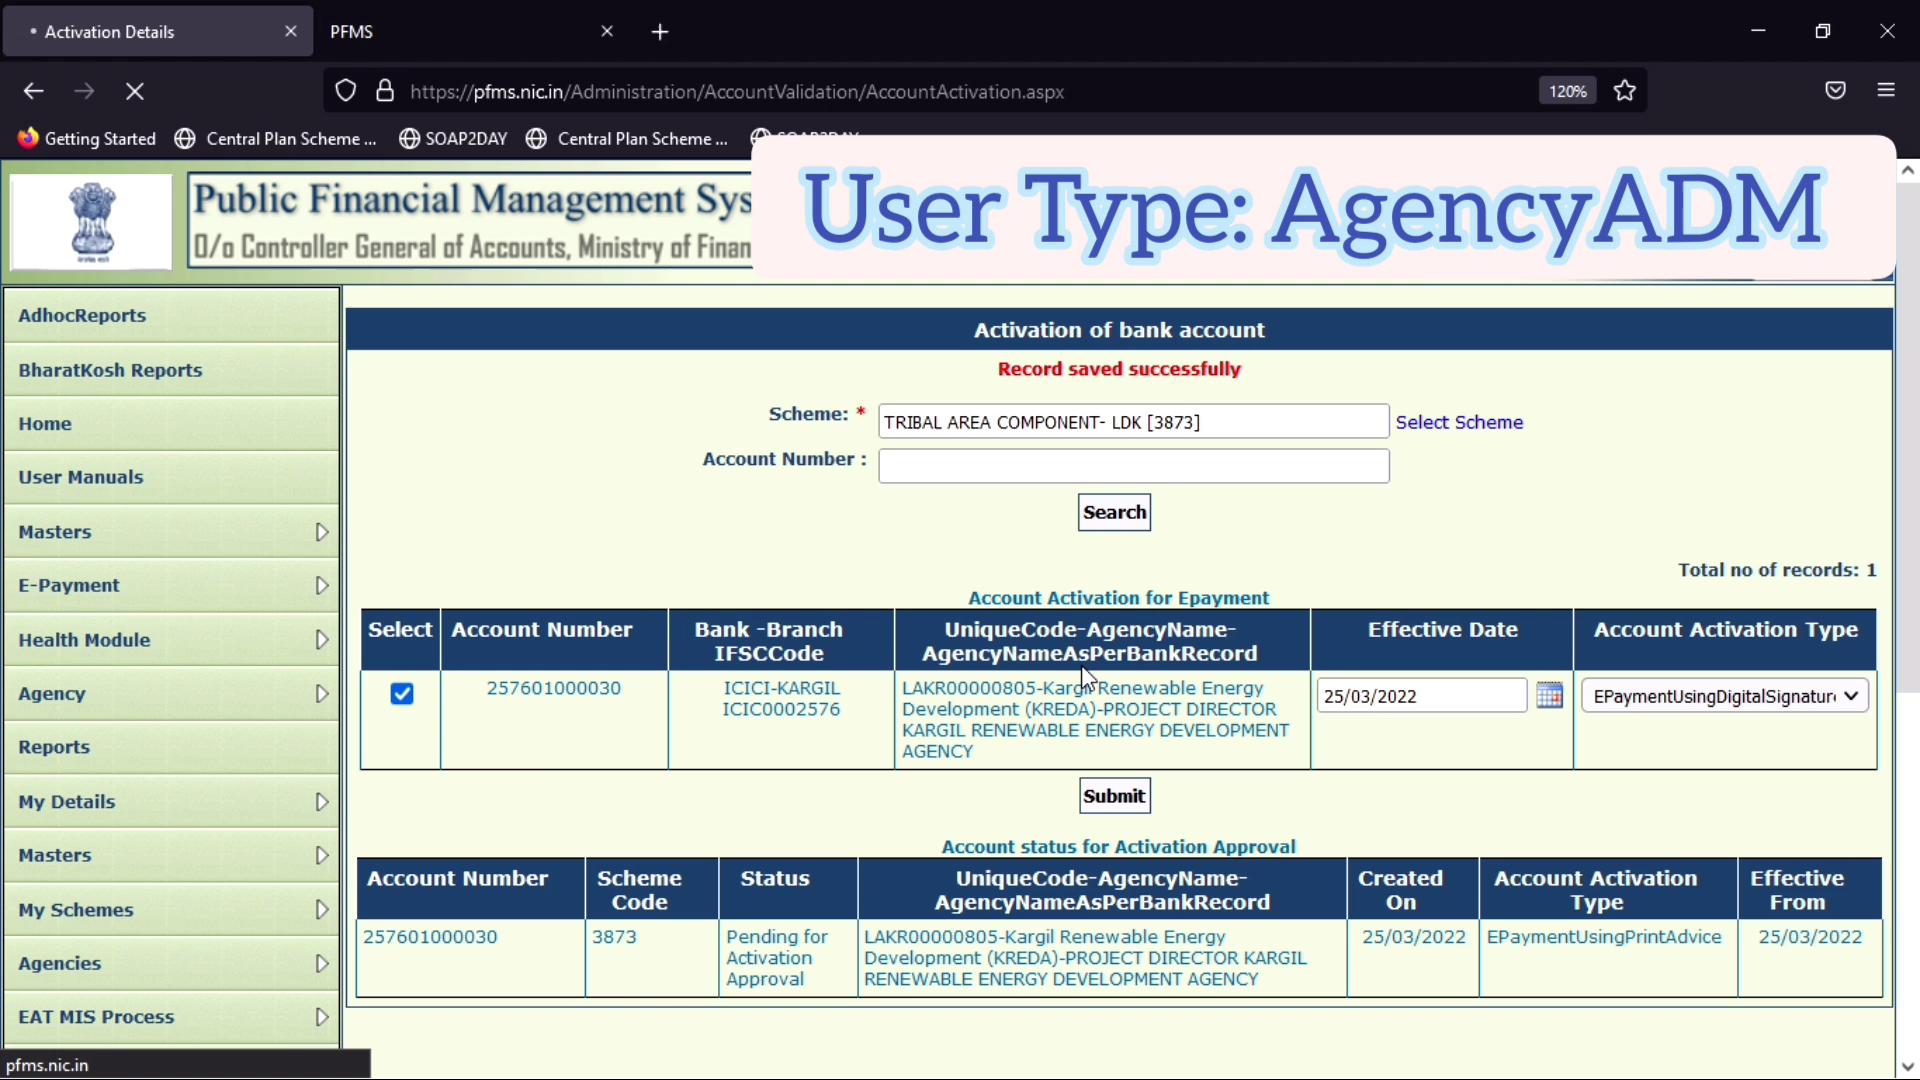 Activation Details
PFMS
https://pfms.nic.in/Administration/AccountValidation/AccountActivation.aspx
120%
Getting Started
Central Plan Scheme ...
SOAP2DAY
Central Plan Scheme ...
Public Financial Management Sys
O/o Controller General of Accounts, Ministry of Finan
User Type: AgencyADM
AdhocReports
BharatKosh Reports
Home
User Manuals
Masters
E-Payment
Health Module
Agency
Reports
My Details
Masters
My Schemes
Agencies
EAT MIS Process
pfms.nic.in
Activation of bank account
Record saved successfully
Scheme: *
TRIBAL AREA COMPONENT- LDK [3873]
Select Scheme
Account Number :
Search
Total no of records: 1
Account Activation for Epayment
Select
Account Number
Bank -Branch
IFSCCode
UniqueCode-AgencyName-
AgencyNameAsPerBankRecord
Effective Date
Account Activation Type
257601000030
ICICI-KARGIL
ICIC0002576
LAKR00000805-Kargil Renewable Energy
Development (KREDA)-PROJECT DIRECTOR
KARGIL RENEWABLE ENERGY DEVELOPMENT
AGENCY
25/03/2022
EPaymentUsingDigitalSignatur
Submit
Account status for Activation Approval
Account Number
Scheme
Code
Status
UniqueCode-AgencyName-
AgencyNameAsPerBankRecord
Created
On
Account Activation
Type
Effective
From
257601000030
3873
Pending for
Activation
Approval
LAKR00000805-Kargil Renewable Energy
Development (KREDA)-PROJECT DIRECTOR KARGIL
RENEWABLE ENERGY DEVELOPMENT AGENCY
25/03/2022
EPaymentUsingPrintAdvice
25/03/2022